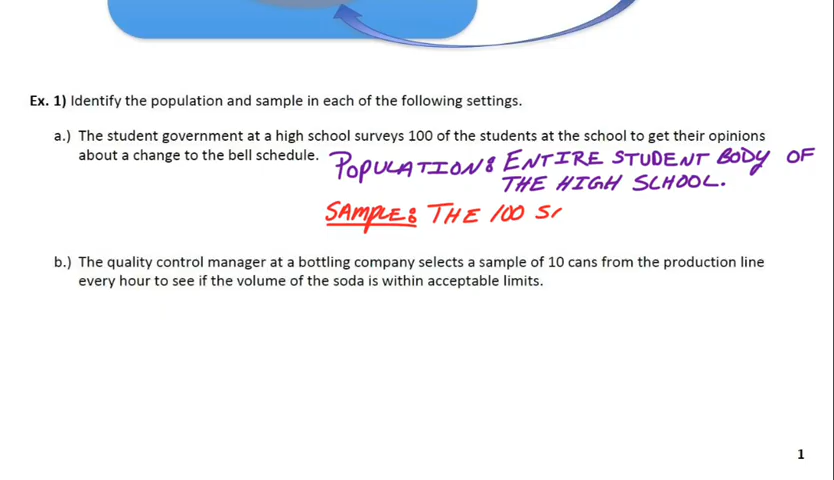 Ex. 1) Identify the population and sample in each of the following settings.
a.) The student government at a high school surveys 100 of the students at the school to get their opinions
about a change to the bell schedule. POPULATION: ENTIRE STUDENT BODY OF
THE HIGH SCHOOL.
SAMPLE: THE 100
b.) The quality control manager at a bottling company selects a sample of 10 cans from the production line
every hour to see if the volume of the soda is within acceptable limits.
1